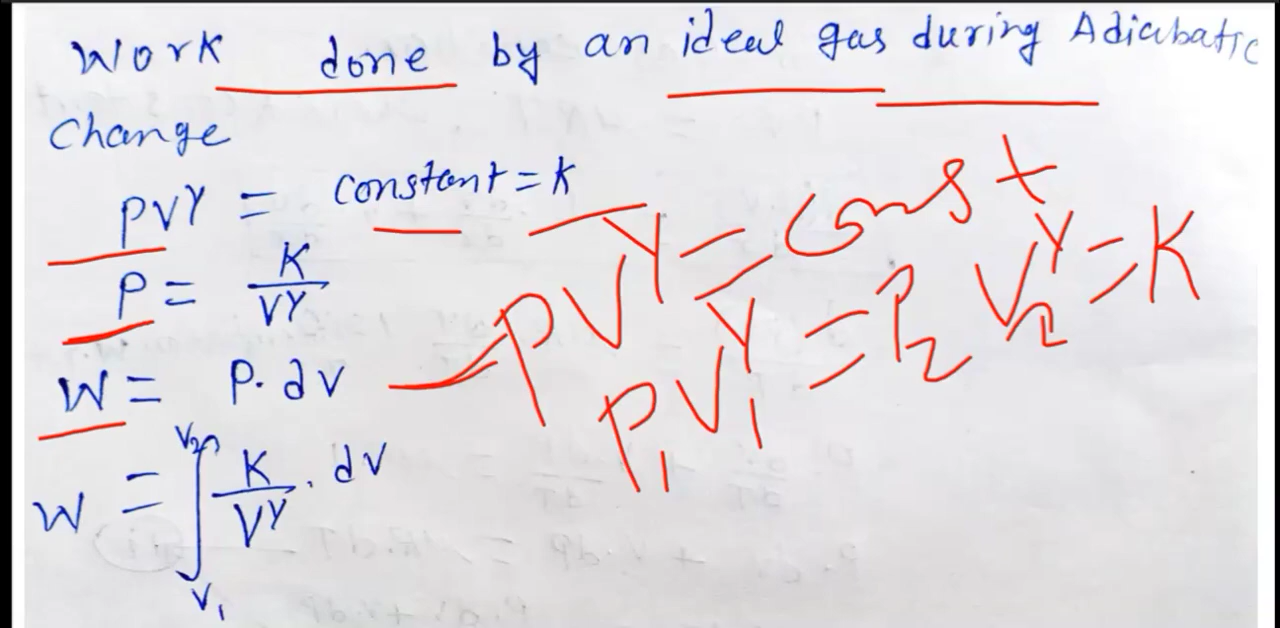 Work done by an ideal gas during Adiabatic
Change
PV^γ = constant = K
P = K/V^γ
W = P. dV
W = ∫_{V₁}^{V₂} K/V^γ . dV
PV^γ = Const
P₁V₁^γ = P₂V₂^γ = K